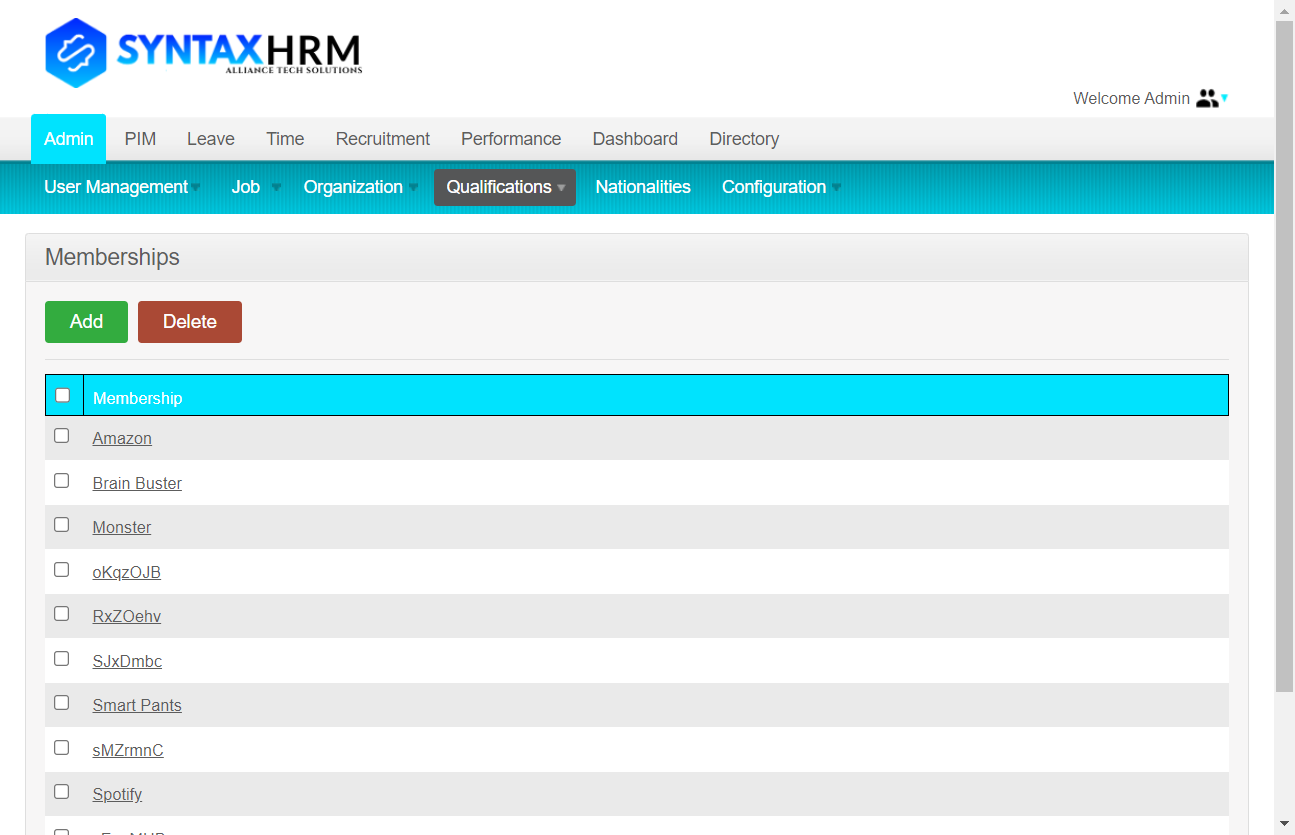 SYNTAXHRM
ALLIANCE TECH SOLUTIONS
Welcome Admin
Admin PIM Leave Time Recruitment Performance Dashboard Directory
User Management Job Organization Qualifications Nationalities Configuration
Memberships
Add Delete
Membership
Amazon
Brain Buster
Monster
oKqzOJB
RxZOehv
SJxDmbc
Smart Pants
sMZrmnC
Spotify